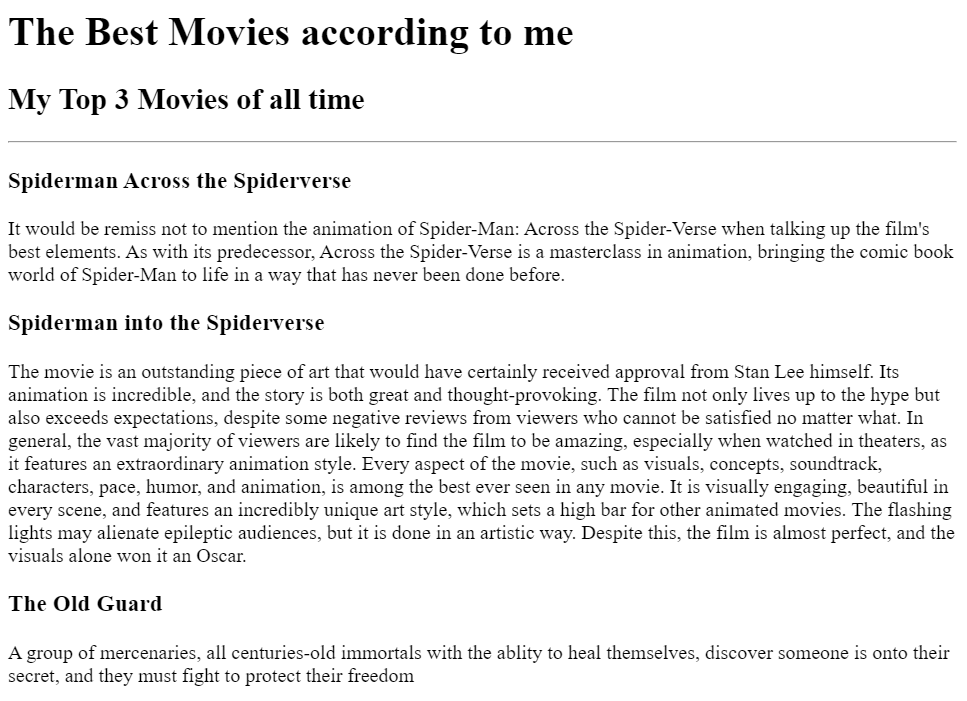 The Best Movies according to me
My Top 3 Movies of all time
Spiderman Across the Spiderverse
It would be remiss not to mention the animation of Spider-Man: Across the Spider-Verse when talking up the film's
best elements. As with its predecessor, Across the Spider-Verse is a masterclass in animation, bringing the comic book
world of Spider-Man to life in a way that has never been done before.
Spiderman into the Spiderverse
The movie is an outstanding piece of art that would have certainly received approval from Stan Lee himself. Its
animation is incredible, and the story is both great and thought-provoking. The film not only lives up to the hype but
also exceeds expectations, despite some negative reviews from viewers who cannot be satisfied no matter what. In
general, the vast majority of viewers are likely to find the film to be amazing, especially when watched in theaters, as
it features an extraordinary animation style. Every aspect of the movie, such as visuals, concepts, soundtrack,
characters, pace, humor, and animation, is among the best ever seen in any movie. It is visually engaging, beautiful in
every scene, and features an incredibly unique art style, which sets a high bar for other animated movies. The flashing
lights may alienate epileptic audiences, but it is done in an artistic way. Despite this, the film is almost perfect, and the
visuals alone won it an Oscar.
The Old Guard
A group of mercenaries, all centuries-old immortals with the ablity to heal themselves, discover someone is onto their
secret, and they must fight to protect their freedom